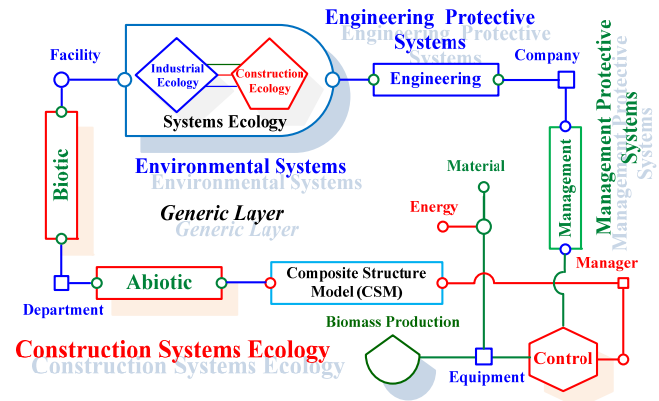 Engineering Protective
Systems
Facility
Company
Industrial
Ecology
Construction
Ecology
Engineering
Systems Ecology
Management Protective
Systems
Environmental Systems
Biotic
Management
Material
Generic Layer
Energy
Manager
Abiotic
Composite Structure
Model (CSM)
Department
Biomass Production
Construction Systems Ecology
Control
Equipment